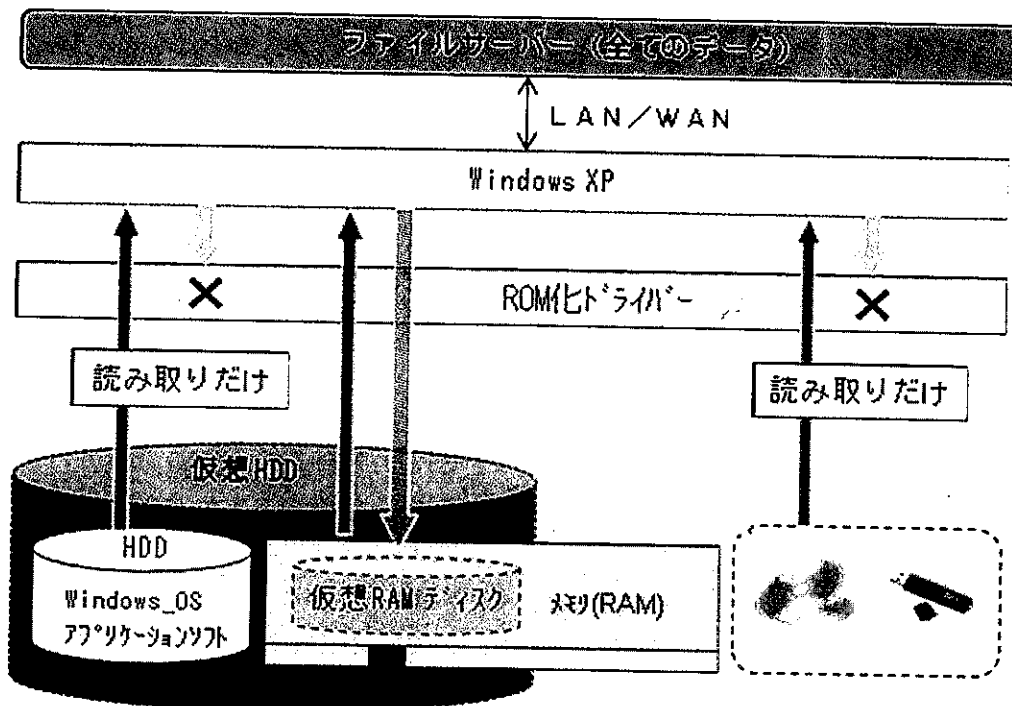 ファイルサーバー (全てのデータ)
LAN/WAN
Windows XP
ROM化ドライバー
読み取りだけ
読み取りだけ
仮想HDD
HDD
Windows_OS
アプリケーションソフト
仮想RAMディスク
メモリ(RAM)